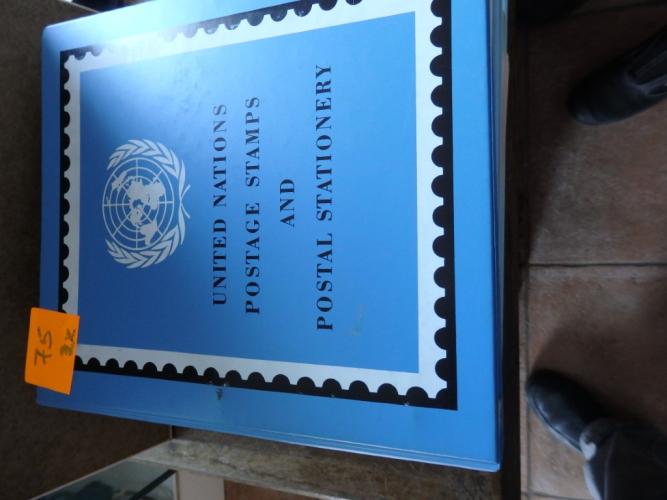 UNITED NATIONS
POSTAGE STAMPS
AND
POSTAL STATIONERY
75